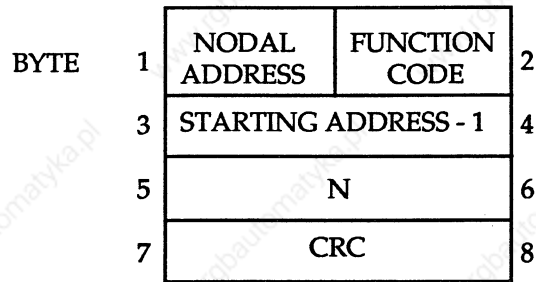 BYTE 1 NODAL ADDRESS FUNCTION CODE 2
3 STARTING ADDRESS - 1 4
5 N 6
7 CRC 8